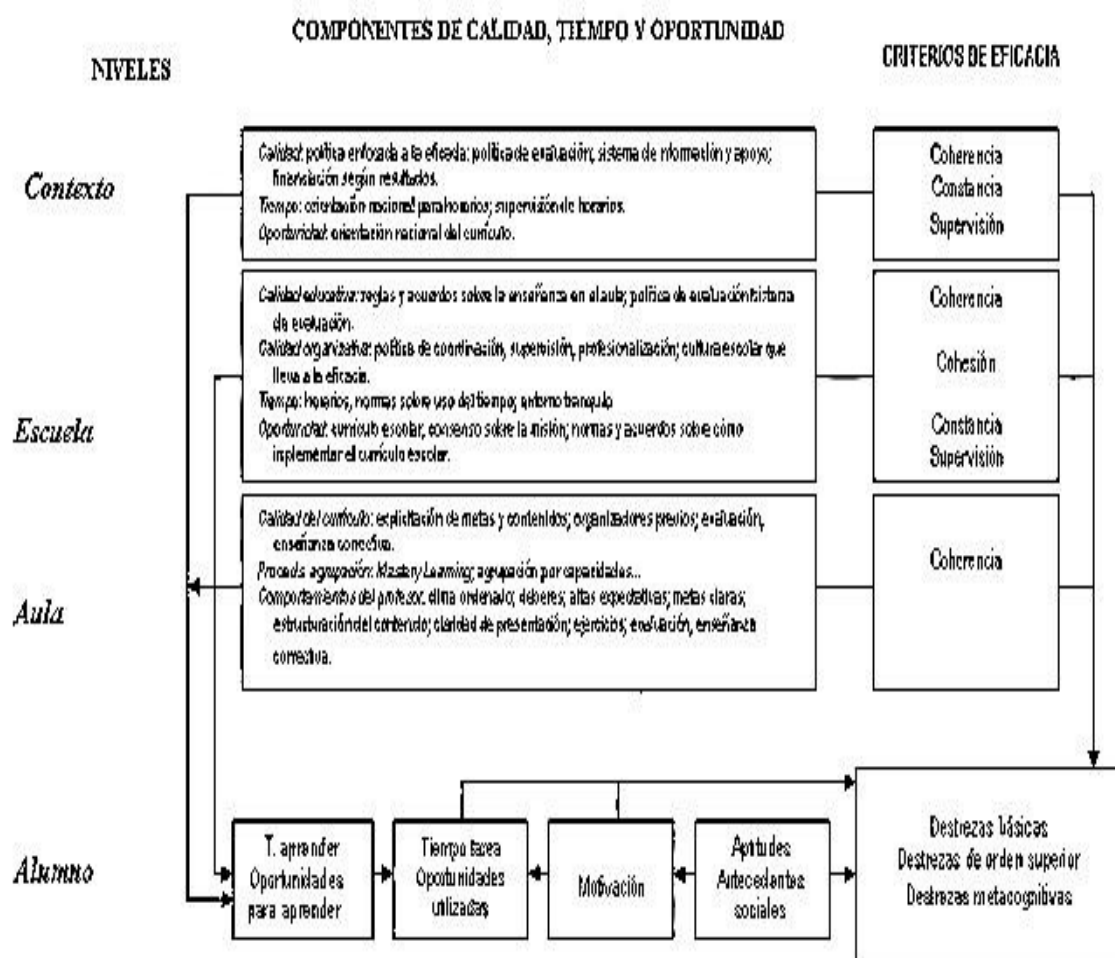 COMPONENTES DE CALIDAD, TIEMPO Y OPORTUNIDAD
NIVELES
CRITERIOS DE EFICACIA
Contexto
Calidad: política enfocada a la eficacia: política de evaluación; sistema de información y apoyo;
financiación según resultados.
Tiempo: orientación nacional para horarios; supervisión de horarios.
Oportunidad: orientación nacional del currículo.
Coherencia
Constancia
Supervisión
Escuela
Calidad educativa: reglas y acuerdos sobre la enseñanza en el aula; política de evaluación/sistema
de evaluación.
Calidad organizativa: política de coordinación, supervisión, profesionalización; cultura escolar que
lleva a la eficacia.
Tiempo: horarios, normas sobre uso del tiempo; entorno tranquilo
Oportunidad: currículo escolar, consenso sobre la misión; normas y acuerdos sobre cómo
implementar el currículo escolar.
Coherencia
Cohesión
Constancia
Supervisión
Aula
Calidad del currículo: explicitación de metas y contenidos; organizadores previos; evaluación,
enseñanza correctiva.
Proceds. agrupación: Mastery Learning; agrupación por capacidades...
Comportamientos del profesor: clima ordenado; deberes; altas expectativas; metas claras;
estructuración del contenido; claridad de presentación; ejercicios; evaluación, enseñanza
correctiva.
Coherencia
Alumno
T. aprender
Oportunidades
para aprender
Tiempo tarea
Oportunidades
utilizadas
Motivación
Aptitudes
Antecedentes
sociales
Destrezas básicas
Destrezas de orden superior
Destrezas metacognitivas